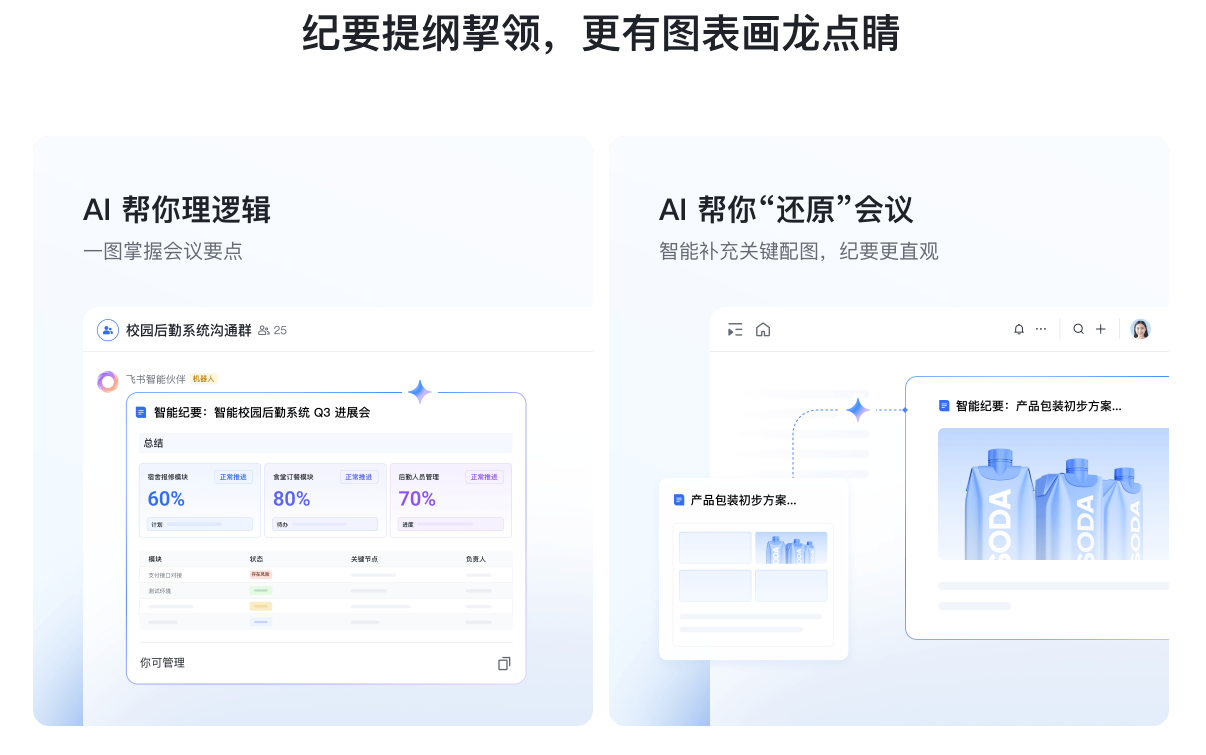 纪要提纲挈领，更有图表画龙点睛
AI 帮你理逻辑
一图掌握会议要点
校园后勤系统沟通群 25
飞书智能伙伴 机器人
智能纪要：智能校园后勤系统 Q3 进展会
总结
宿舍报修模块 正常推进
60%
计划
食堂订餐模块 正常推进
80%
待办
后勤人员管理 正常推进
70%
进度
模块 状态 关键节点 负责人
支付接口对接 存在风险
测试环境
你可管理
AI 帮你“还原”会议
智能补充关键配图，纪要更直观
智能纪要：产品包装初步方案...
SODA
SODA
SODA
产品包装初步方案...